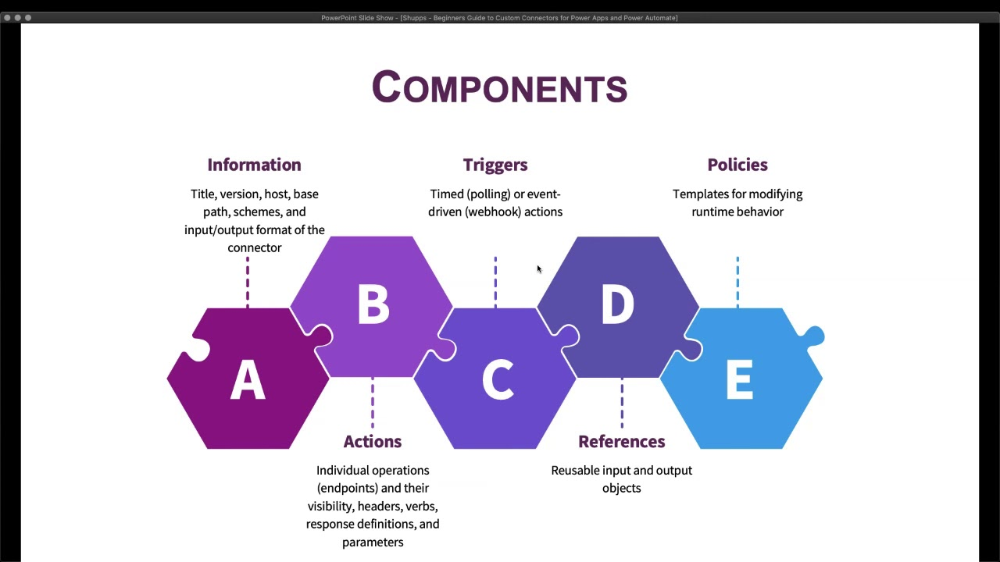 PowerPoint Slide Show - [Shupps - Beginners Guide to Custom Connectors for Power Apps and Power Automate]
COMPONENTS
Information
Title, version, host, base
path, schemes, and
input/output format of the
connector
Triggers
Timed (polling) or event-
driven (webhook) actions
Policies
Templates for modifying
runtime behavior
A
B
C
D
E
Actions
Individual operations
(endpoints) and their
visibility, headers, verbs,
response definitions, and
parameters
References
Reusable input and output
objects